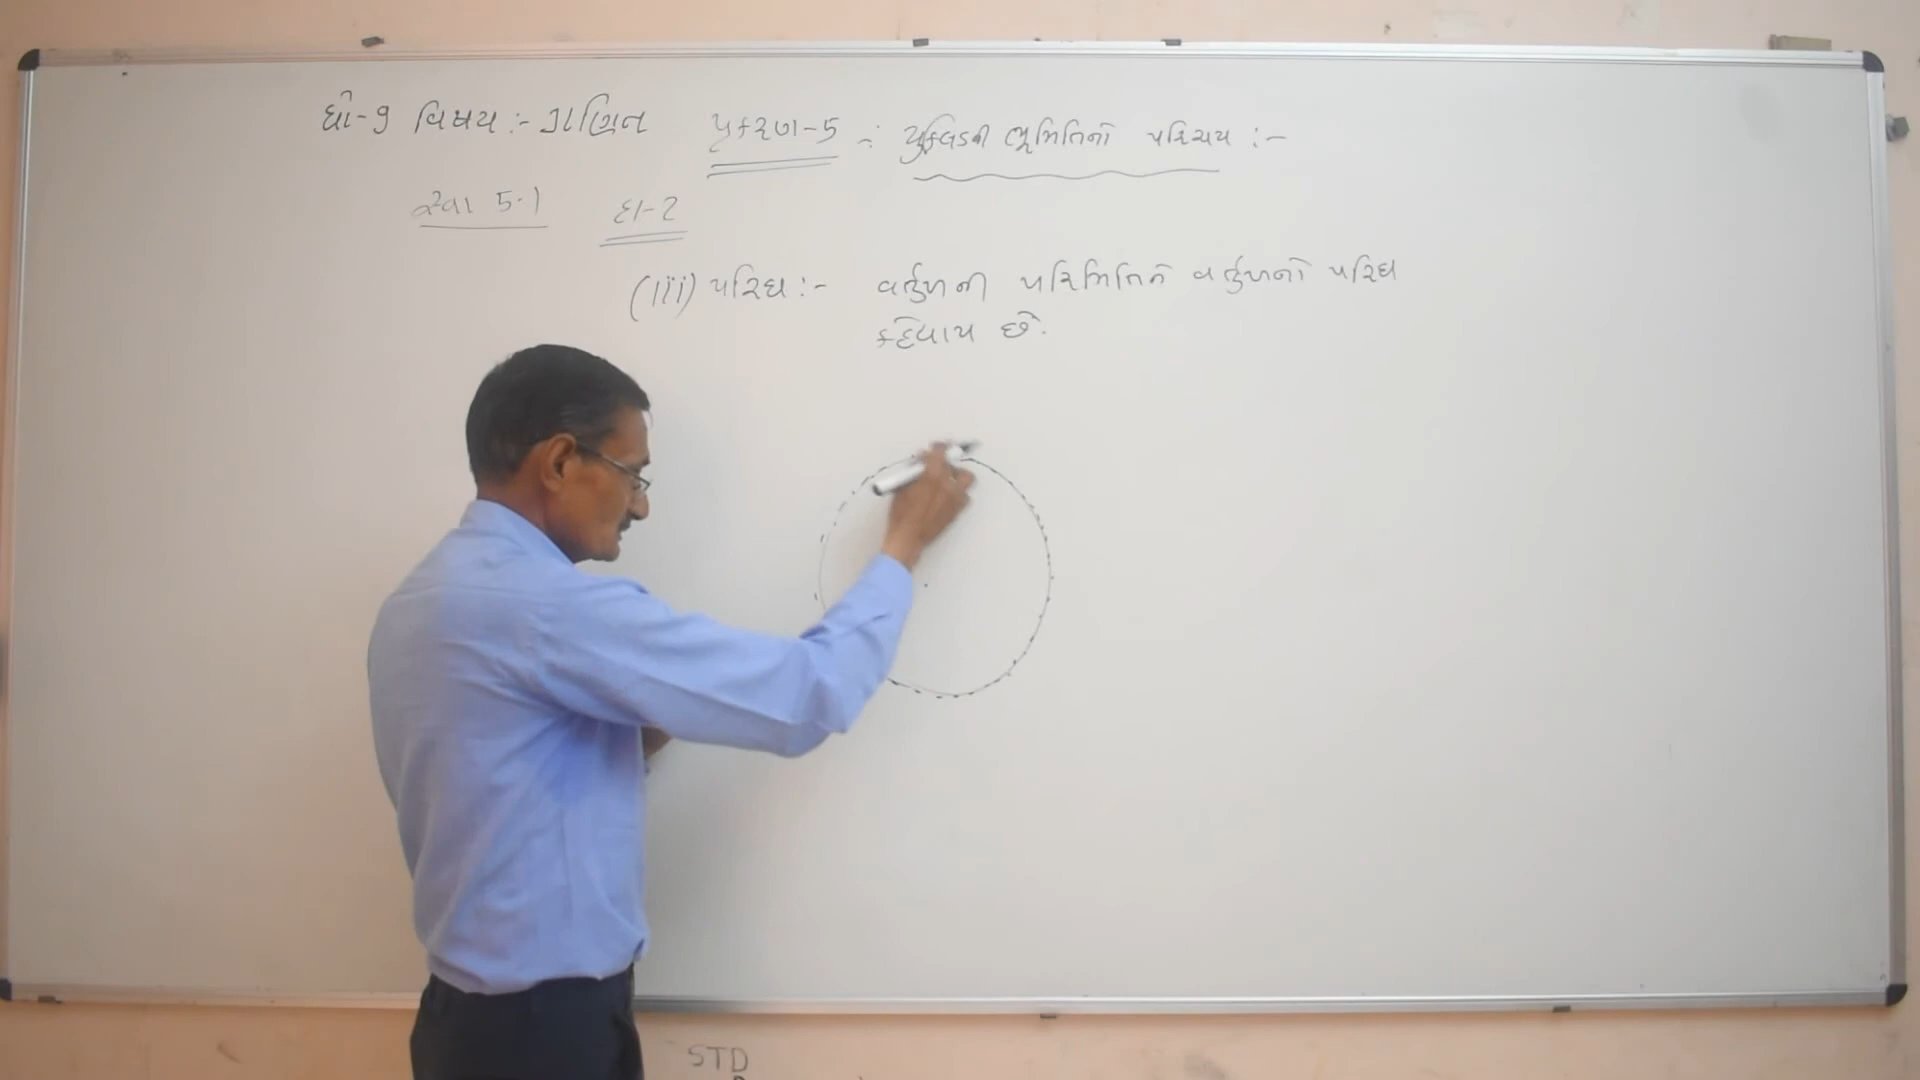 ધો-9 વિષય :- ગણિત પ્રકરણ-5 :- યુક્લિડની ભૂમિતિનો પરિચય :-
સ્વા 5.1 દા-2
(iii) પરિઘ :- વર્તુળની પરિમિતિને વર્તુળનો પરિઘ
કહેવાય છે.
STD